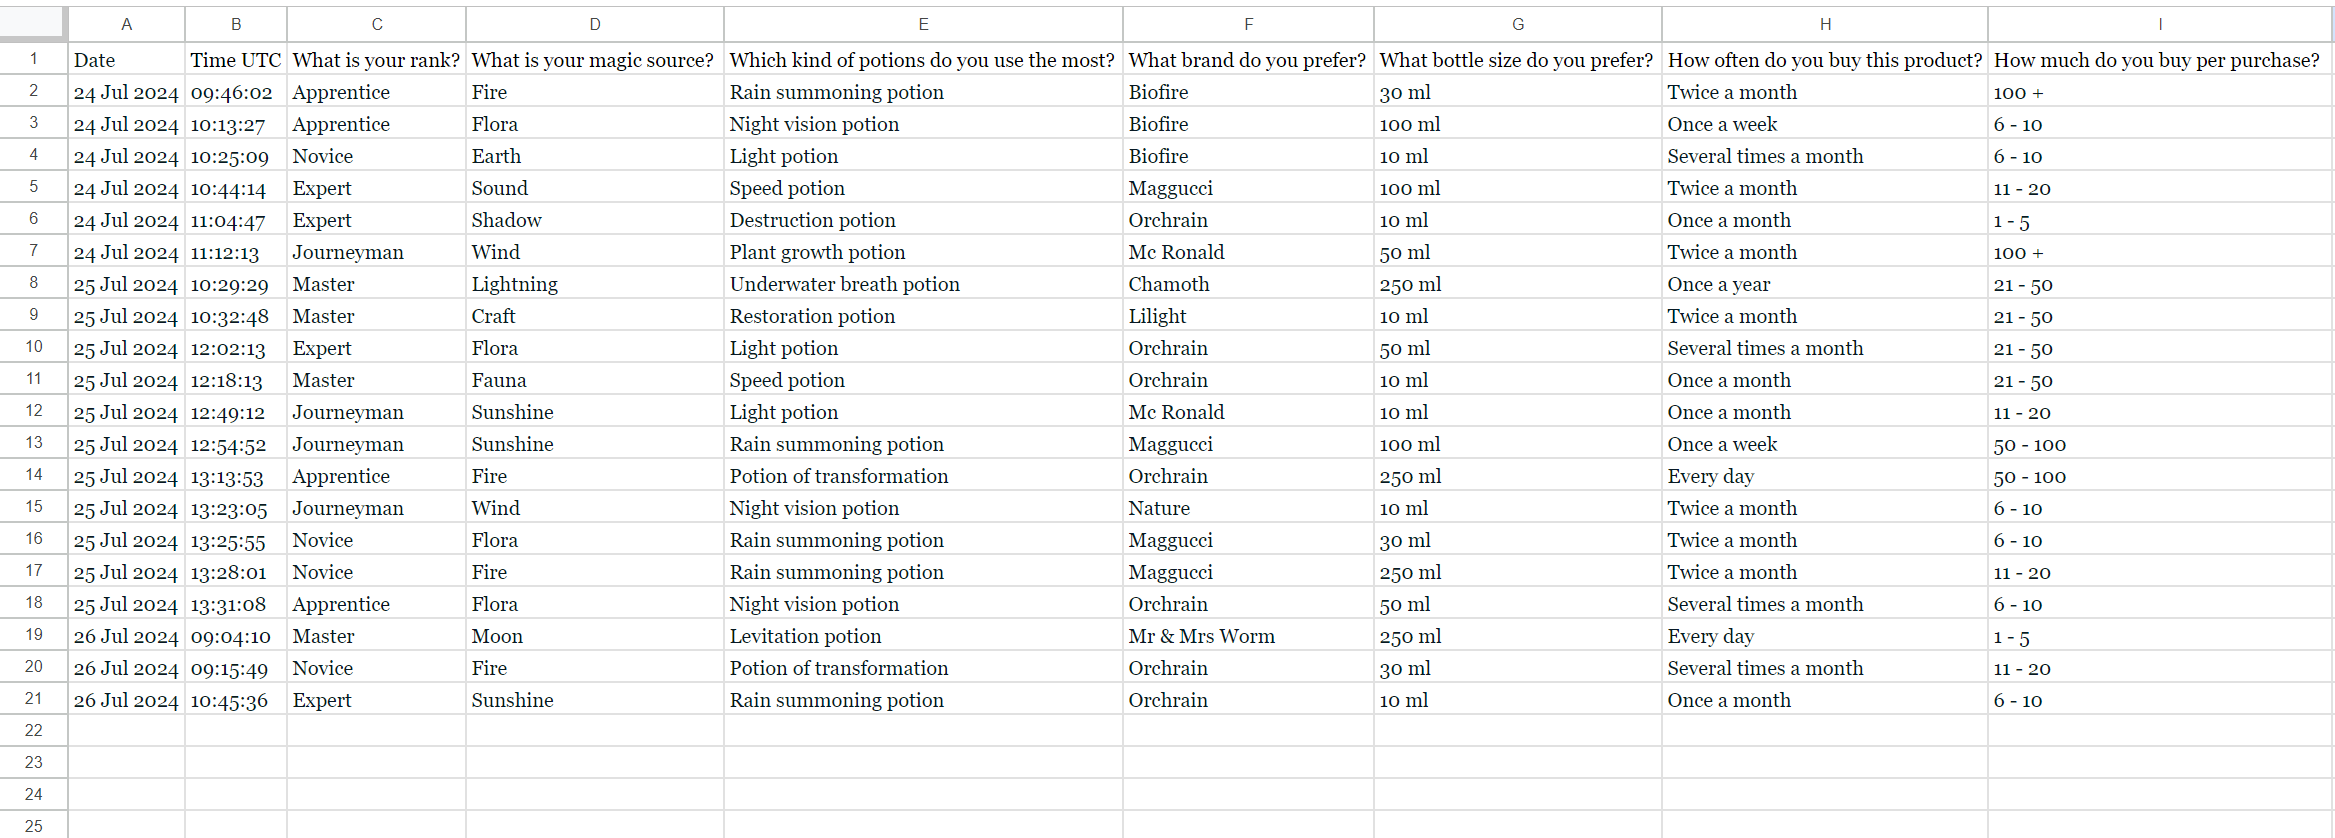 A B C D E F G H I
1 Date Time UTC What is your rank? What is your magic source? Which kind of potions do you use the most? What brand do you prefer? What bottle size do you prefer? How often do you buy this product? How much do you buy per purchase?
2 24 Jul 2024 09:46:02 Apprentice Fire Rain summoning potion Biofire 30 ml Twice a month 100 +
3 24 Jul 2024 10:13:27 Apprentice Flora Night vision potion Biofire 100 ml Once a week 6 - 10
4 24 Jul 2024 10:25:09 Novice Earth Light potion Biofire 10 ml Several times a month 6 - 10
5 24 Jul 2024 10:44:14 Expert Sound Speed potion Maggucci 100 ml Twice a month 11 - 20
6 24 Jul 2024 11:04:47 Expert Shadow Destruction potion Orchrain 10 ml Once a month 1 - 5
7 24 Jul 2024 11:12:13 Journeyman Wind Plant growth potion Mc Ronald 50 ml Twice a month 100 +
8 25 Jul 2024 10:29:29 Master Lightning Underwater breath potion Chamoth 250 ml Once a year 21 - 50
9 25 Jul 2024 10:32:48 Master Craft Restoration potion Lilight 10 ml Twice a month 21 - 50
10 25 Jul 2024 12:02:13 Expert Flora Light potion Orchrain 50 ml Several times a month 21 - 50
11 25 Jul 2024 12:18:13 Master Fauna Speed potion Orchrain 10 ml Once a month 21 - 50
12 25 Jul 2024 12:49:12 Journeyman Sunshine Light potion Mc Ronald 10 ml Once a month 11 - 20
13 25 Jul 2024 12:54:52 Journeyman Sunshine Rain summoning potion Maggucci 100 ml Once a week 50 - 100
14 25 Jul 2024 13:13:53 Apprentice Fire Potion of transformation Orchrain 250 ml Every day 50 - 100
15 25 Jul 2024 13:23:05 Journeyman Wind Night vision potion Nature 10 ml Twice a month 6 - 10
16 25 Jul 2024 13:25:55 Novice Flora Rain summoning potion Maggucci 30 ml Twice a month 6 - 10
17 25 Jul 2024 13:28:01 Novice Fire Rain summoning potion Maggucci 250 ml Twice a month 11 - 20
18 25 Jul 2024 13:31:08 Apprentice Flora Night vision potion Orchrain 50 ml Several times a month 6 - 10
19 26 Jul 2024 09:04:10 Master Moon Levitation potion Mr & Mrs Worm 250 ml Every day 1 - 5
20 26 Jul 2024 09:15:49 Novice Fire Potion of transformation Orchrain 30 ml Several times a month 11 - 20
21 26 Jul 2024 10:45:36 Expert Sunshine Rain summoning potion Orchrain 10 ml Once a month 6 - 10
22
23
24
25